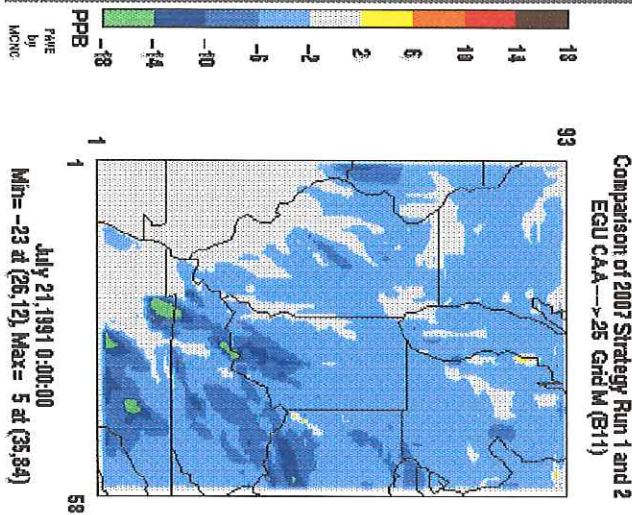 Comparison of 2007 Strategy Run 1 and 2
EGU CAA--->25 Grid M (B11)
18
14
10
6
2
-2
-6
-10
-14
-18
PPB
PAVE
by
MCNC
93
1
1
58
July 21,1991 0:00:00
Min= -23 at (26,12), Max= 5 at (35,84)